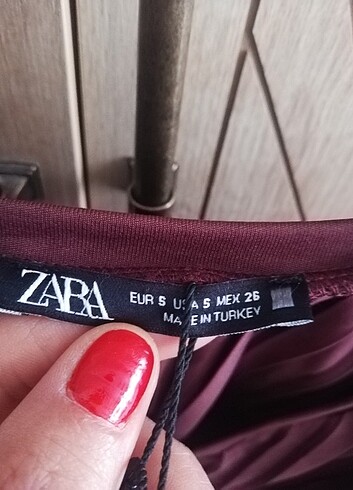 ZARA
EUR S USA S MEX 26
MADE IN TURKEY